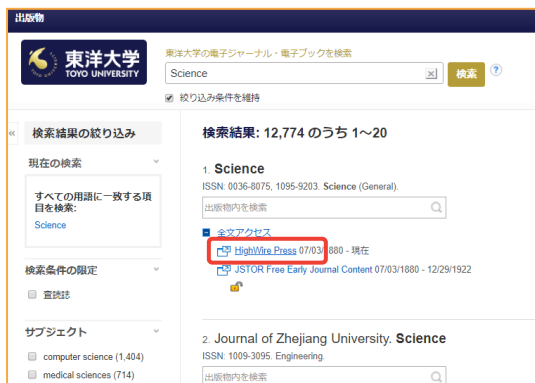 出版物
東洋大学
TOYO UNIVERSITY
東洋大学の電子ジャーナル・電子ブックを検索
Science
検索
?
絞り込み条件を維持
«
検索結果の絞り込み
検索結果: 12,774 のうち 1～20
現在の検索
すべての用語に一致する項
目を検索:
Science
1. Science
ISSN: 0036-8075, 1095-9203. Science (General).
出版物内を検索
全文アクセス
HighWire Press 07/03/1880 - 現在
JSTOR Free Early Journal Content 07/03/1880 - 12/29/1922
検索条件の限定
査読誌
サブジェクト
computer science (1,404)
medical sciences (714)
2. Journal of Zhejiang University. Science
ISSN: 1009-3095. Engineering.
出版物内を検索